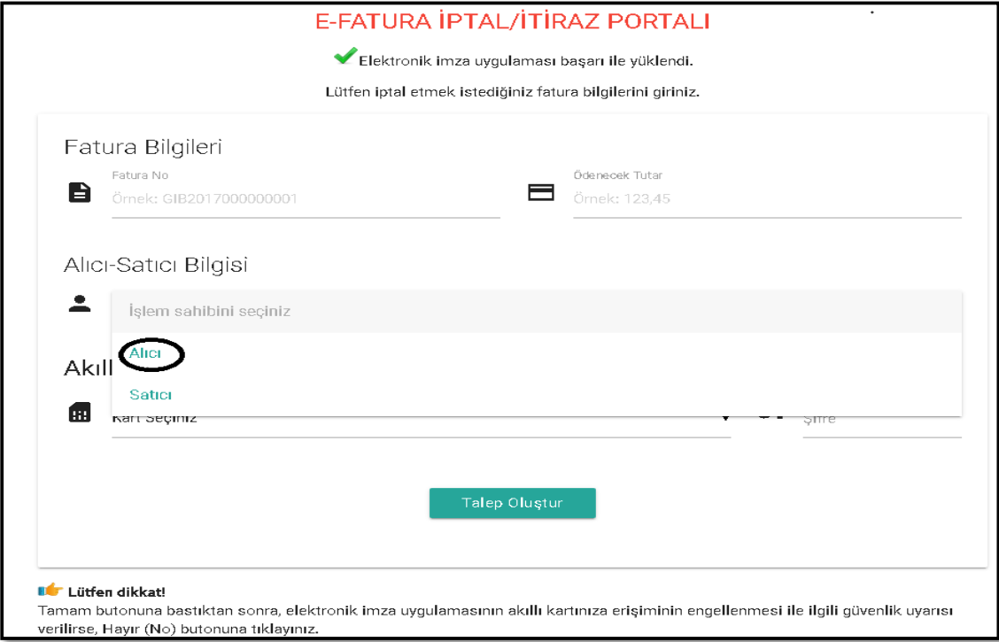 E-FATURA İPTAL/İTİRAZ PORTALI
Elektronik imza uygulaması başarı ile yüklendi.
Lütfen iptal etmek istediğiniz fatura bilgilerini giriniz.
Fatura Bilgileri
Fatura No
Ödenecek Tutar
Örnek: GIB2017000000001
Örnek: 123,45
Alıcı-Satıcı Bilgisi
İşlem sahibini seçiniz
Alıcı
Akıll
Satıcı
Kart Seçiniz
Şifre
Talep Oluştur
Lütfen dikkat!
Tamam butonuna bastıktan sonra, elektronik imza uygulamasının akıllı kartınıza erişiminin engellenmesi ile ilgili güvenlik uyarısı
verilirse, Hayır (No) butonuna tıklayınız.